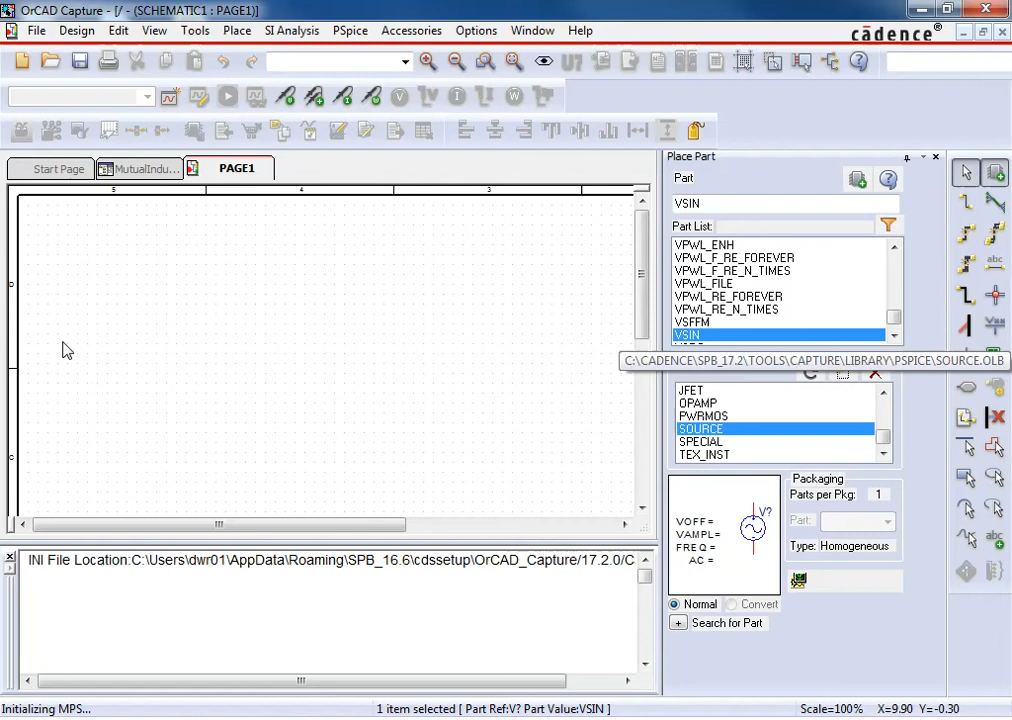 OrCAD Capture - [/ - (SCHEMATIC1 : PAGE1)]
File Design Edit View Tools Place SI Analysis PSpice Accessories Options Window Help
cādence®
U?
V I W
Start Page MutualIndu... PAGE1
5 4 3
D
C
Place Part
Part
VSIN
Part List:
VPWL_ENH
VPWL_F_RE_FOREVER
VPWL_F_RE_N_TIMES
VPWL_FILE
VPWL_RE_FOREVER
VPWL_RE_N_TIMES
VSFFM
VSIN
C:\CADENCE\SPB_17.2\TOOLS\CAPTURE\LIBRARY\PSPICE\SOURCE.OLB
JFET
OPAMP
PWRMOS
SOURCE
SPECIAL
TEX_INST
Packaging
Parts per Pkg: 1
Part:
Type: Homogeneous
V?
VOFF =
VAMPL=
FREQ =
AC =
Normal Convert
+ Search for Part
abc
abc
INI File Location:C:\Users\dwr01\AppData\Roaming\SPB_16.6\cdssetup\OrCAD_Capture/17.2.0/C
Initializing MPS... 1 item selected [ Part Ref:V? Part Value:VSIN ] Scale=100% X=9.90 Y=-0.30